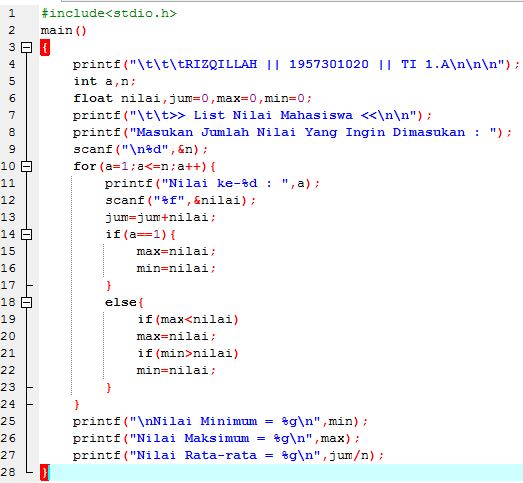 1 #include<stdio.h>
2 main()
3 {
4 printf("\t\t\tRIZQILLAH || 1957301020 || TI 1.A\n\n\n");
5 int a,n;
6 float nilai,jum=0,max=0,min=0;
7 printf("\t\t>> List Nilai Mahasiswa <<\n\n");
8 printf("Masukan Jumlah Nilai Yang Ingin Dimasukan : ");
9 scanf("\n%d",&n);
10 for(a=1;a<=n;a++){
11 printf("Nilai ke-%d : ",a);
12 scanf("%f",&nilai);
13 jum=jum+nilai;
14 if(a==1){
15 max=nilai;
16 min=nilai;
17 }
18 else{
19 if(max<nilai)
20 max=nilai;
21 if(min>nilai)
22 min=nilai;
23 }
24 }
25 printf("\nNilai Minimum = %g\n",min);
26 printf("Nilai Maksimum = %g\n",max);
27 printf("Nilai Rata-rata = %g\n",jum/n);
28 }